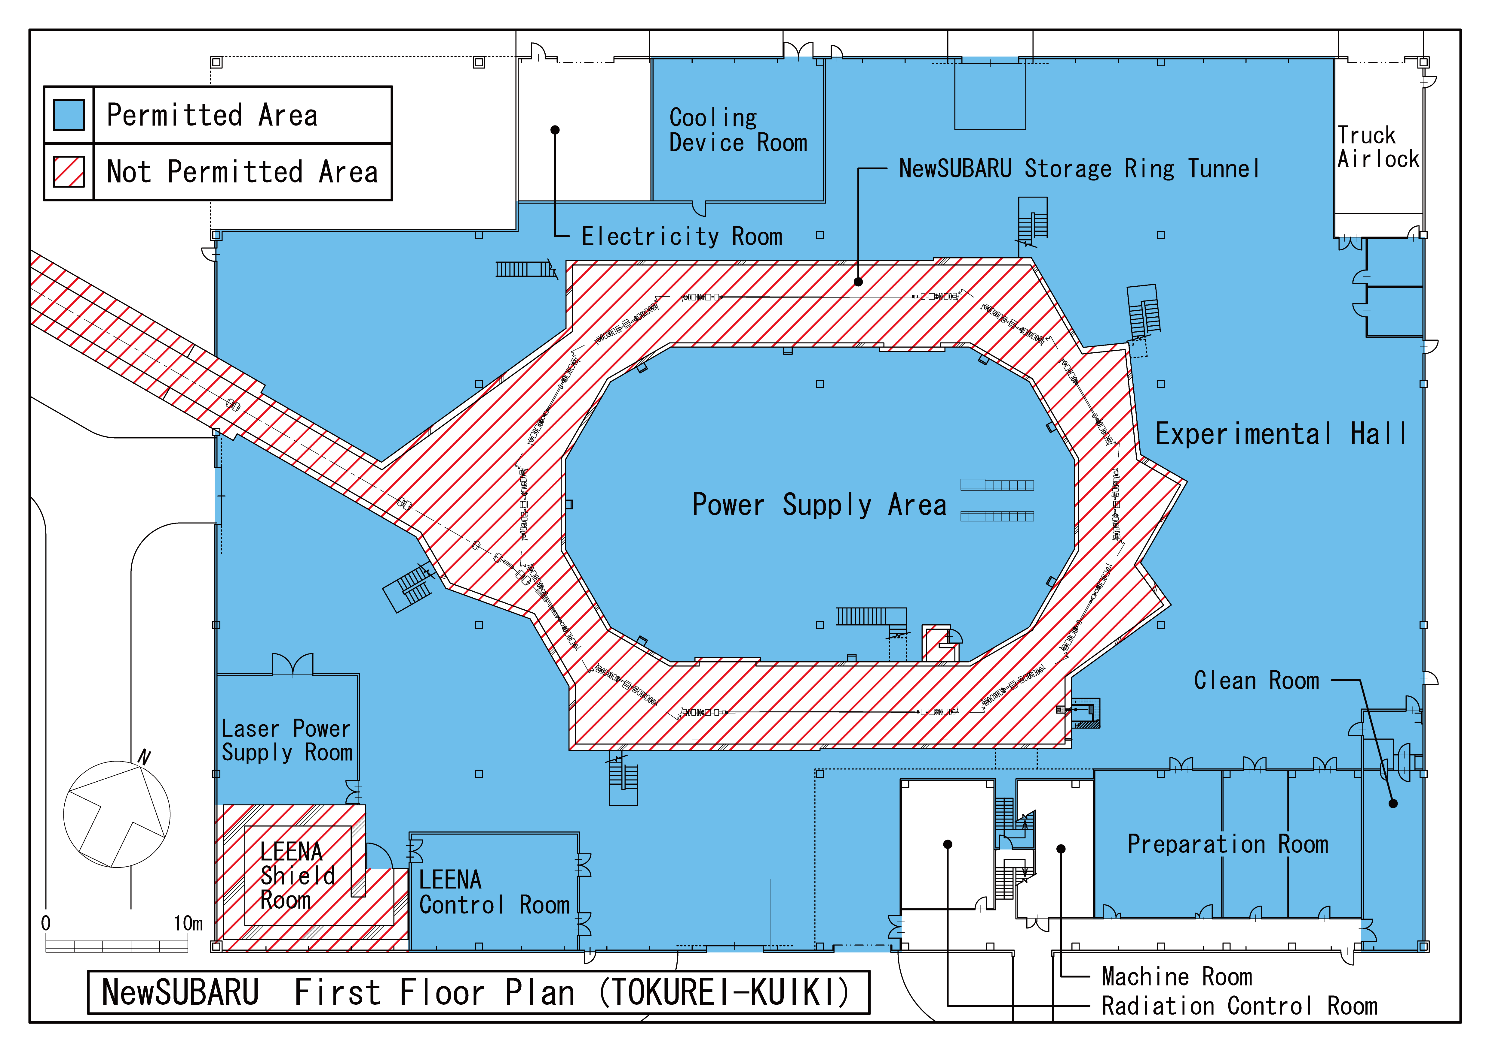 Permitted Area
Not Permitted Area
Cooling
Device Room
Truck
Airlock
NewSUBARU Storage Ring Tunnel
Electricity Room
Experimental Hall
Power Supply Area
Clean Room
Laser Power
Supply Room
N
LEENA
Shield
Room
LEENA
Control Room
Preparation Room
0 10m
Machine Room
Radiation Control Room
NewSUBARU First Floor Plan (TOKUREI-KUIKI)